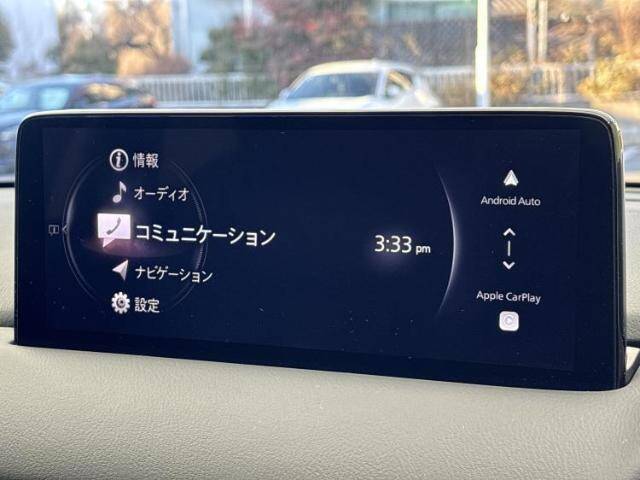 情報
オーディオ
コミュニケーション
ナビゲーション
設定
3:33 pm
Android Auto
Apple CarPlay